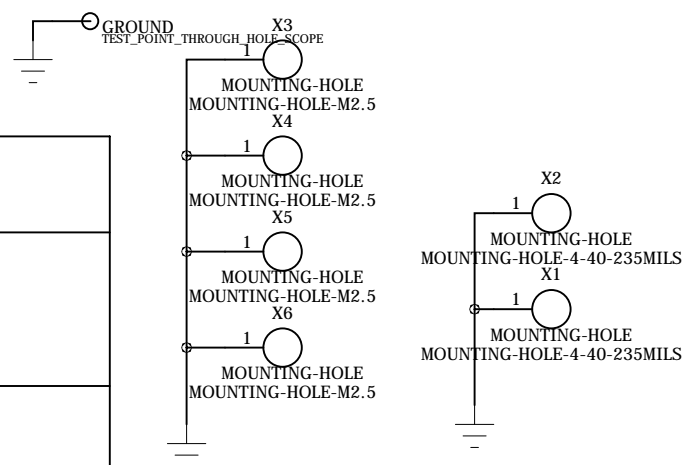 GROUND
TEST_POINT_THROUGH_HOLE_SCOPE
X3
1
MOUNTING-HOLE
MOUNTING-HOLE-M2.5
X4
1
MOUNTING-HOLE
MOUNTING-HOLE-M2.5
X5
1
MOUNTING-HOLE
MOUNTING-HOLE-M2.5
X6
1
MOUNTING-HOLE
MOUNTING-HOLE-M2.5
X2
1
MOUNTING-HOLE
MOUNTING-HOLE-4-40-235MILS
X1
1
MOUNTING-HOLE
MOUNTING-HOLE-4-40-235MILS